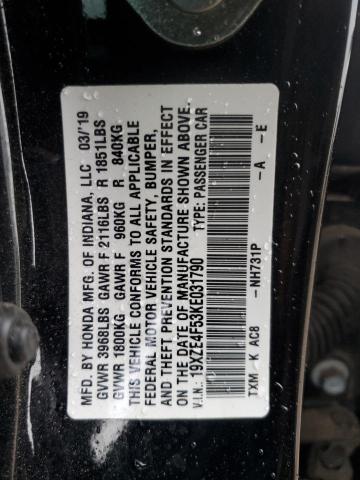 MFD. BY HONDA MFG. OF INDIANA, LLC 03/'19
GVWR 3968LBS GAWR F 2116LBS R 1851LBS
GVWR 1800KG GAWR F 960KG R 840KG
THIS VEHICLE CONFORMS TO ALL APPLICABLE
FEDERAL MOTOR VEHICLE SAFETY, BUMPER,
AND THEFT PREVENTION STANDARDS IN EFFECT
ON THE DATE OF MANUFACTURE SHOWN ABOVE.
V.I.N.: 19XZE4F53KE031790 TYPE: PASSENGER CAR
TXM - K AC8 -NH731P -A -E